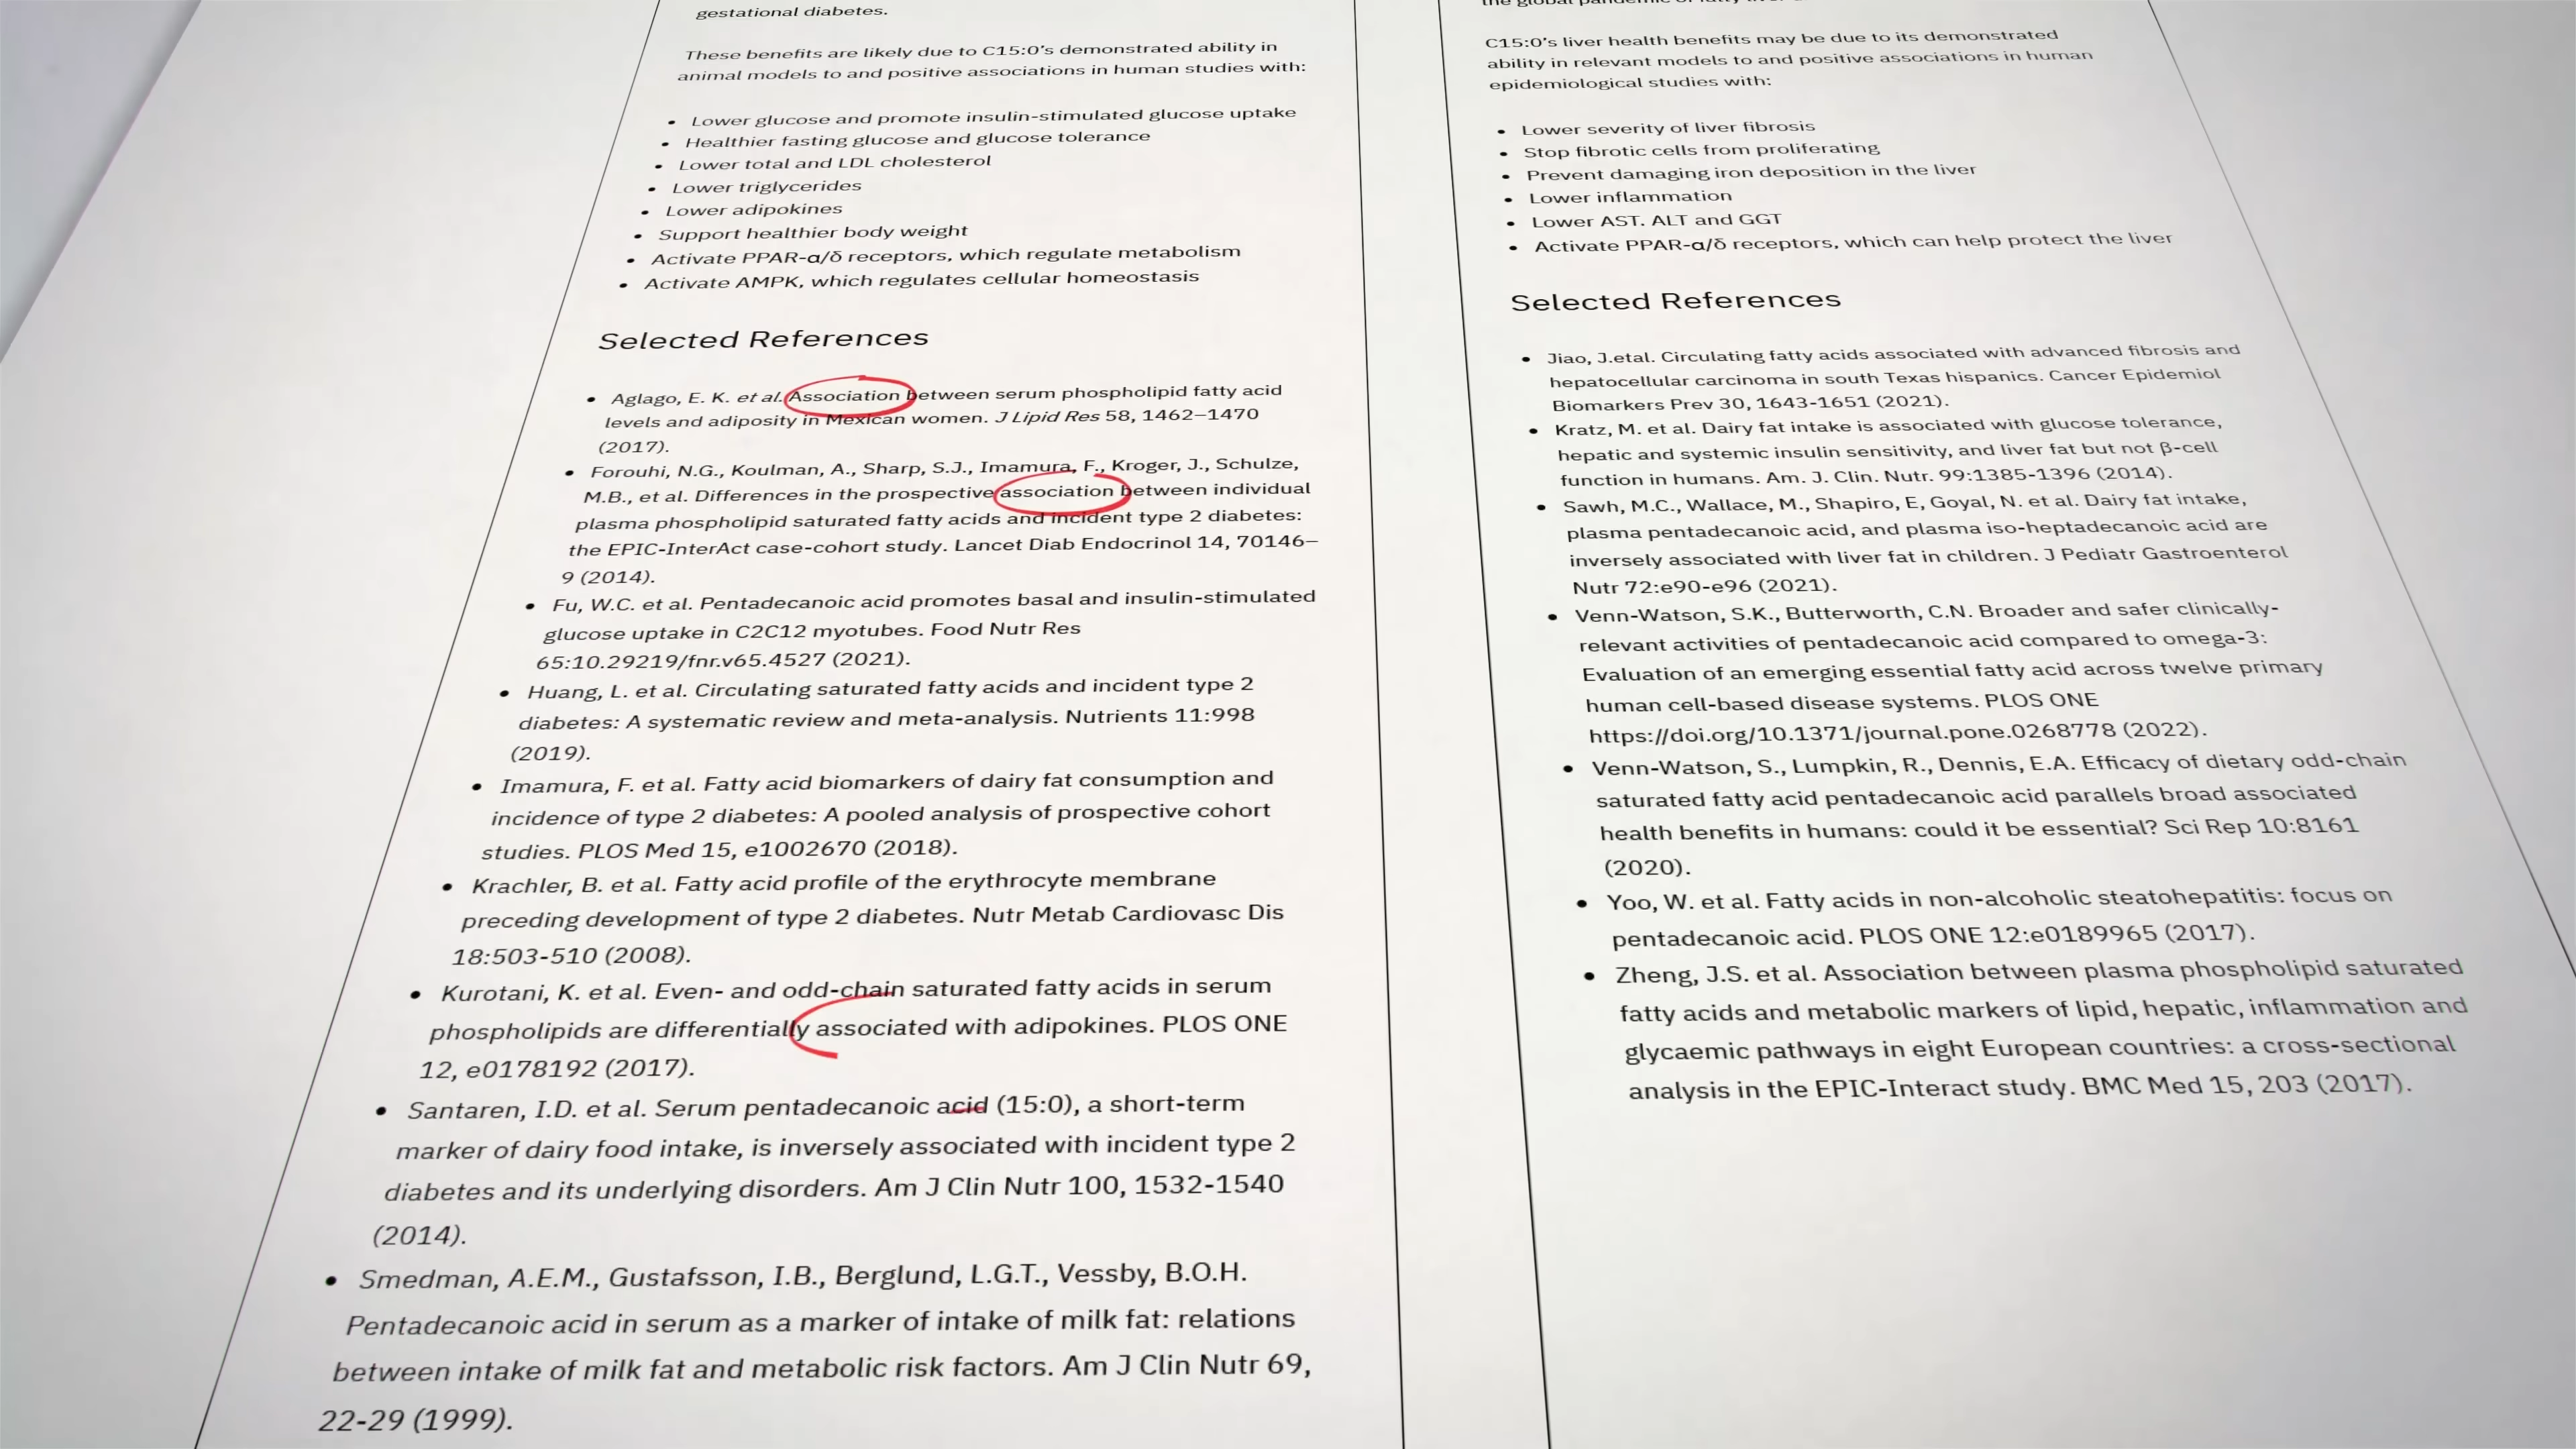 gestational diabetes.
These benefits are likely due to C15:0's demonstrated ability in
animal models to and positive associations in human studies with:
• Lower glucose and promote insulin-stimulated glucose uptake
• Healthier fasting glucose and glucose tolerance
• Lower total and LDL cholesterol
• Lower triglycerides
• Lower adipokines
• Support healthier body weight
• Activate PPAR-α/δ receptors, which regulate metabolism
• Activate AMPK, which regulates cellular homeostasis
Selected References
• Aglago, E. K. et al. Association between serum phospholipid fatty acid
levels and adiposity in Mexican women. J Lipid Res 58, 1462–1470
(2017).
• Forouhi, N.G., Koulman, A., Sharp, S.J., Imamura, F., Kroger, J., Schulze,
M.B., et al. Differences in the prospective association between individual
plasma phospholipid saturated fatty acids and incident type 2 diabetes:
the EPIC-InterAct case-cohort study. Lancet Diab Endocrinol 14, 70146–
9 (2014).
• Fu, W.C. et al. Pentadecanoic acid promotes basal and insulin-stimulated
glucose uptake in C2C12 myotubes. Food Nutr Res
65:10.29219/fnr.v65.4527 (2021).
• Huang, L. et al. Circulating saturated fatty acids and incident type 2
diabetes: A systematic review and meta-analysis. Nutrients 11:998
(2019).
• Imamura, F. et al. Fatty acid biomarkers of dairy fat consumption and
incidence of type 2 diabetes: A pooled analysis of prospective cohort
studies. PLOS Med 15, e1002670 (2018).
• Krachler, B. et al. Fatty acid profile of the erythrocyte membrane
preceding development of type 2 diabetes. Nutr Metab Cardiovasc Dis
18:503-510 (2008).
• Kurotani, K. et al. Even- and odd-chain saturated fatty acids in serum
phospholipids are differentially associated with adipokines. PLOS ONE
12, e0178192 (2017).
• Santaren, I.D. et al. Serum pentadecanoic acid (15:0), a short-term
marker of dairy food intake, is inversely associated with incident type 2
diabetes and its underlying disorders. Am J Clin Nutr 100, 1532-1540
(2014).
• Smedman, A.E.M., Gustafsson, I.B., Berglund, L.G.T., Vessby, B.O.H.
Pentadecanoic acid in serum as a marker of intake of milk fat: relations
between intake of milk fat and metabolic risk factors. Am J Clin Nutr 69,
22-29 (1999).
C15:0's liver health benefits may be due to its demonstrated
ability in relevant models to and positive associations in human
epidemiological studies with:
• Lower severity of liver fibrosis
• Stop fibrotic cells from proliferating
• Prevent damaging iron deposition in the liver
• Lower inflammation
• Lower AST. ALT and GGT
• Activate PPAR-α/δ receptors, which can help protect the liver
Selected References
• Jiao, J.etal. Circulating fatty acids associated with advanced fibrosis and
hepatocellular carcinoma in south Texas hispanics. Cancer Epidemiol
Biomarkers Prev 30, 1643-1651 (2021).
• Kratz, M. et al. Dairy fat intake is associated with glucose tolerance,
hepatic and systemic insulin sensitivity, and liver fat but not β-cell
function in humans. Am. J. Clin. Nutr. 99:1385-1396 (2014).
• Sawh, M.C., Wallace, M., Shapiro, E, Goyal, N. et al. Dairy fat intake,
plasma pentadecanoic acid, and plasma iso-heptadecanoic acid are
inversely associated with liver fat in children. J Pediatr Gastroenterol
Nutr 72:e90-e96 (2021).
• Venn-Watson, S.K., Butterworth, C.N. Broader and safer clinically-
relevant activities of pentadecanoic acid compared to omega-3:
Evaluation of an emerging essential fatty acid across twelve primary
human cell-based disease systems. PLOS ONE
https://doi.org/10.1371/journal.pone.0268778 (2022).
• Venn-Watson, S., Lumpkin, R., Dennis, E.A. Efficacy of dietary odd-chain
saturated fatty acid pentadecanoic acid parallels broad associated
health benefits in humans: could it be essential? Sci Rep 10:8161
(2020).
• Yoo, W. et al. Fatty acids in non-alcoholic steatohepatitis: focus on
pentadecanoic acid. PLOS ONE 12:e0189965 (2017).
• Zheng, J.S. et al. Association between plasma phospholipid saturated
fatty acids and metabolic markers of lipid, hepatic, inflammation and
glycaemic pathways in eight European countries: a cross-sectional
analysis in the EPIC-Interact study. BMC Med 15, 203 (2017).